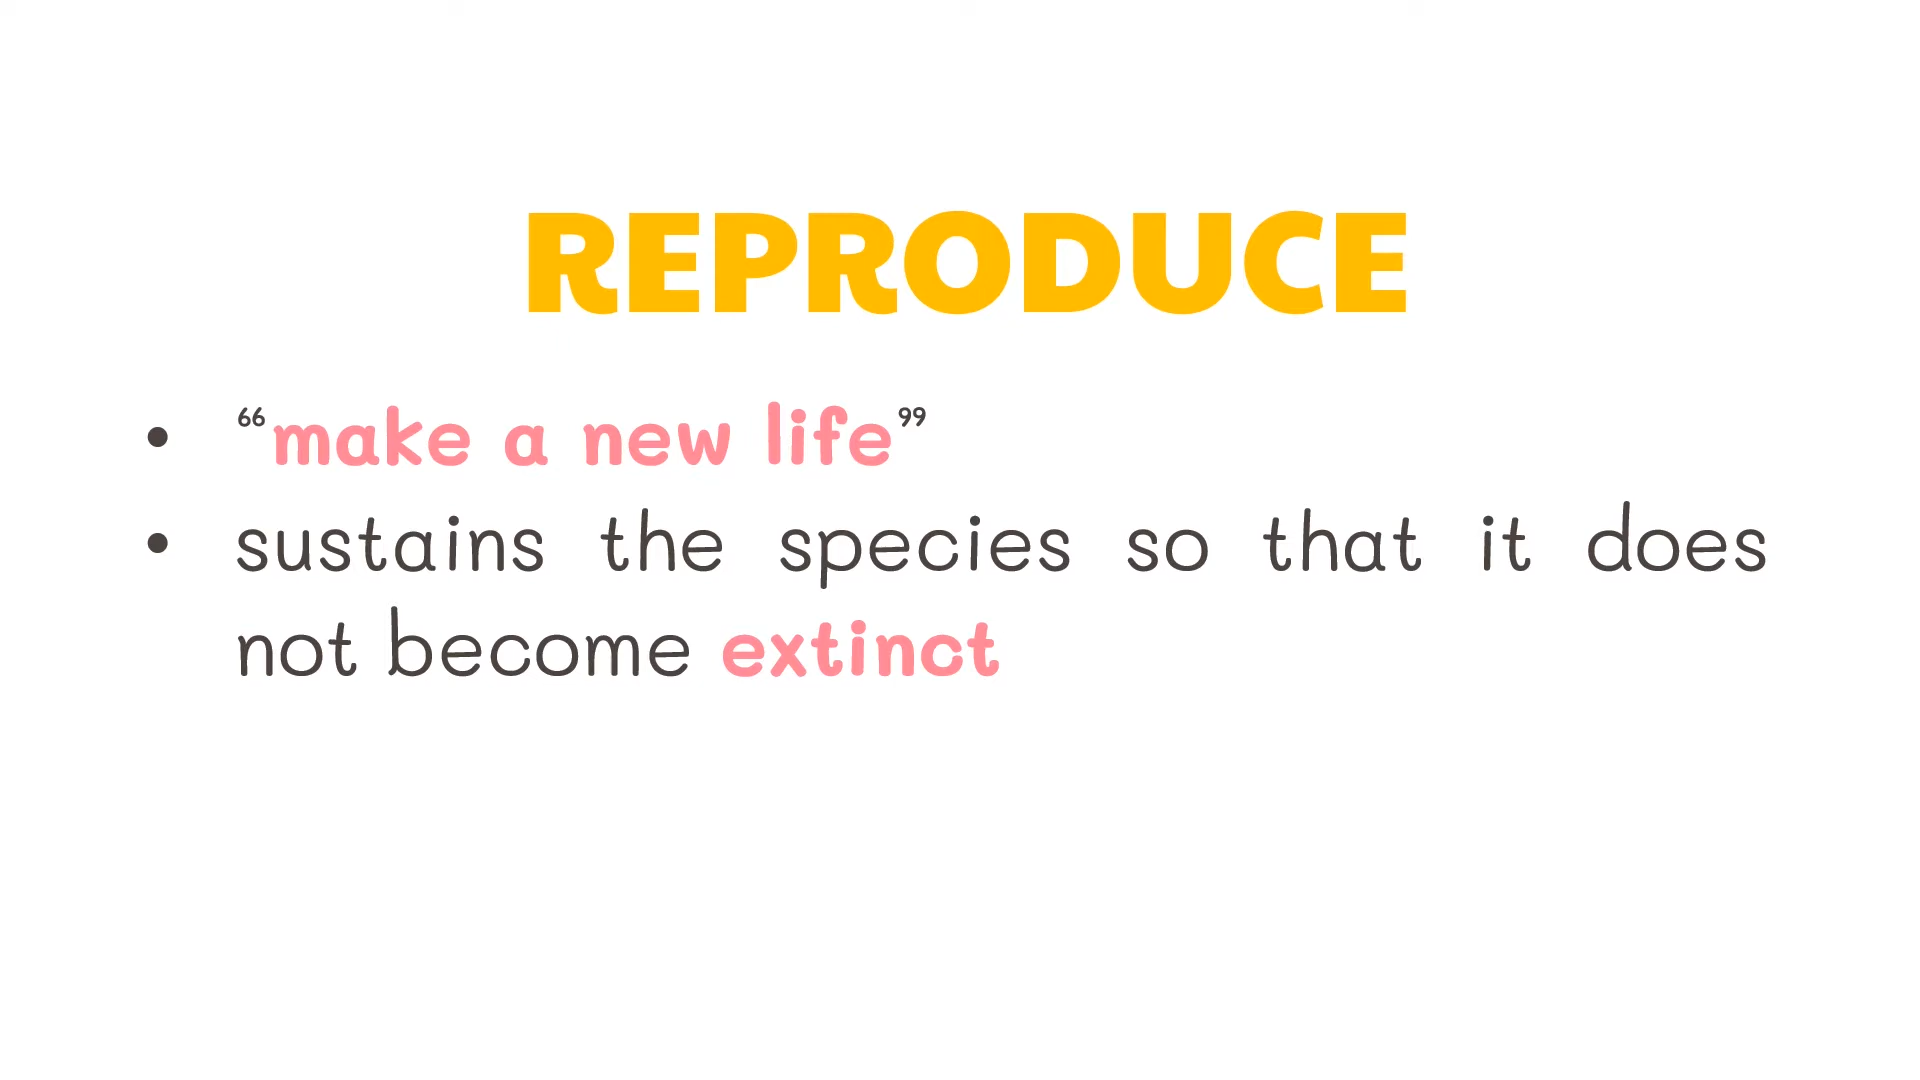 REPRODUCE
• “make a new life”
• sustains the species so that it does
not become extinct